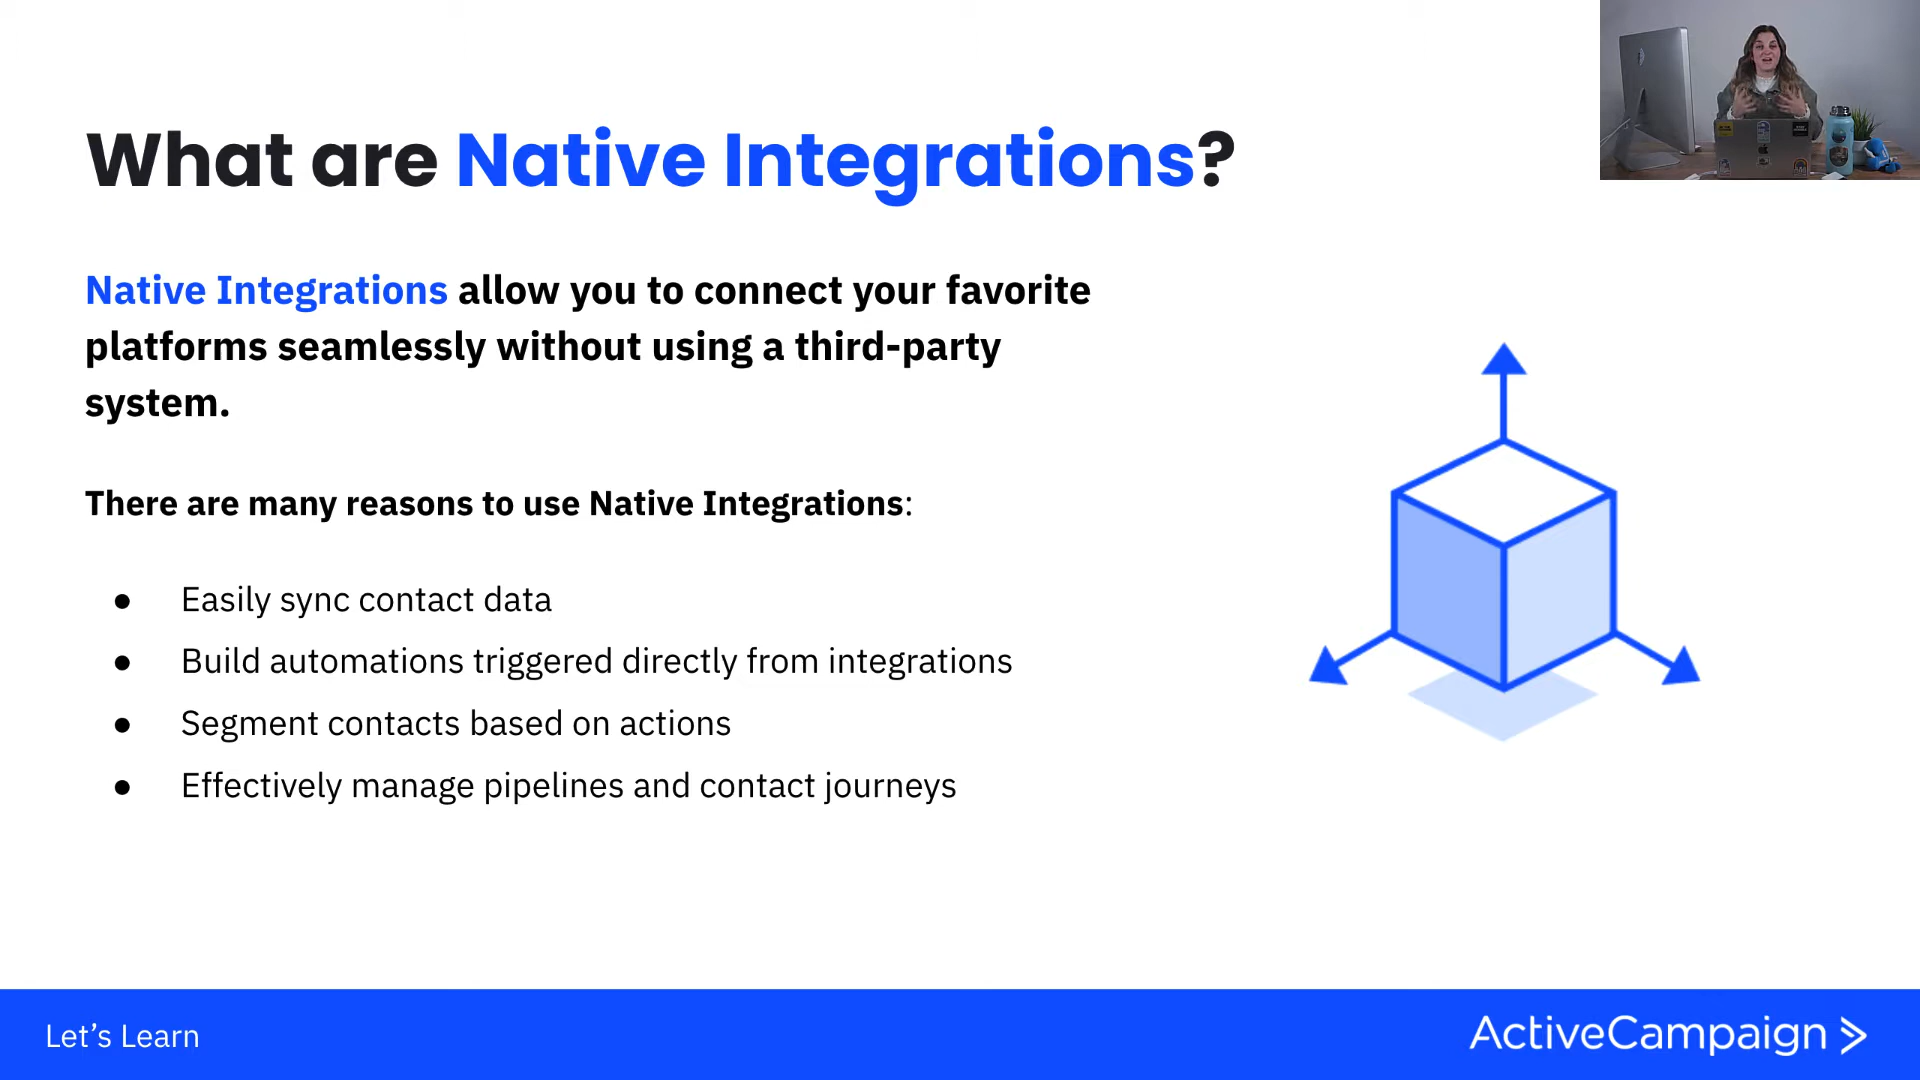 What are Native Integrations?
Native Integrations allow you to connect your favorite
platforms seamlessly without using a third-party
system.
There are many reasons to use Native Integrations:
● Easily sync contact data
● Build automations triggered directly from integrations
● Segment contacts based on actions
● Effectively manage pipelines and contact journeys
Let’s Learn
ActiveCampaign